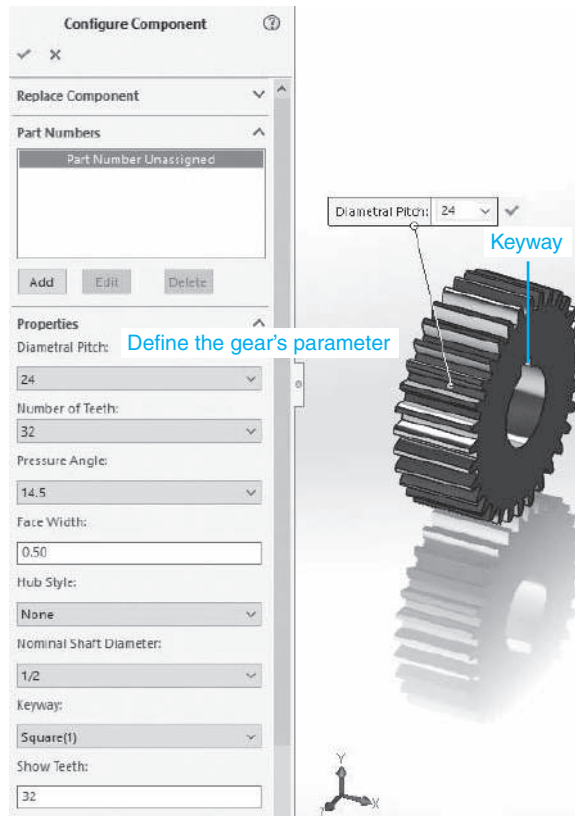 Configure Component
Replace Component
Part Numbers
Part Number Unassigned
Add Edit Delete
Properties
Define the gear's parameter
Diametral Pitch:
24
Number of Teeth:
32
Pressure Angle:
14.5
Face Width:
0.50
Hub Style:
None
Nominal Shaft Diameter:
1/2
Keyway:
Square(1)
Show Teeth:
32
Diametral Pitch: 24
Keyway
Y
X